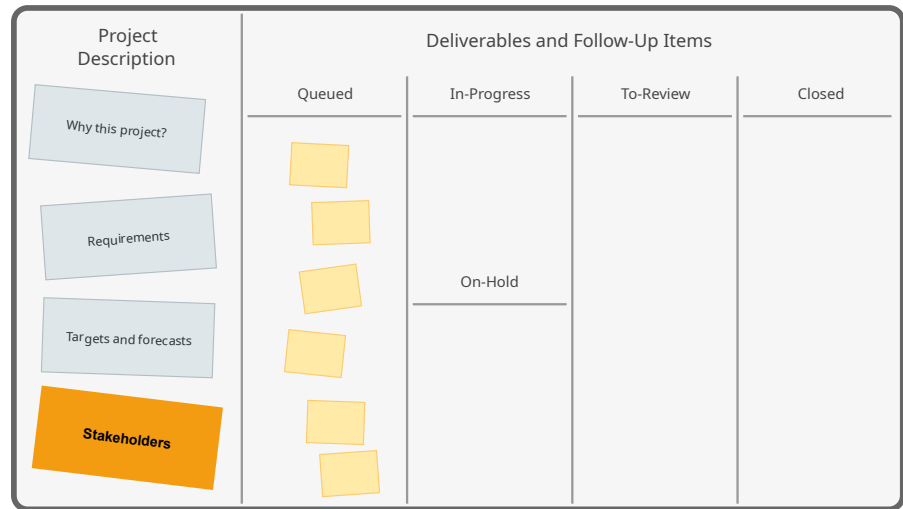 Project
Description
Deliverables and Follow-Up Items
Queued
In-Progress
To-Review
Closed
Why this project?
Requirements
On-Hold
Targets and forecasts
Stakeholders